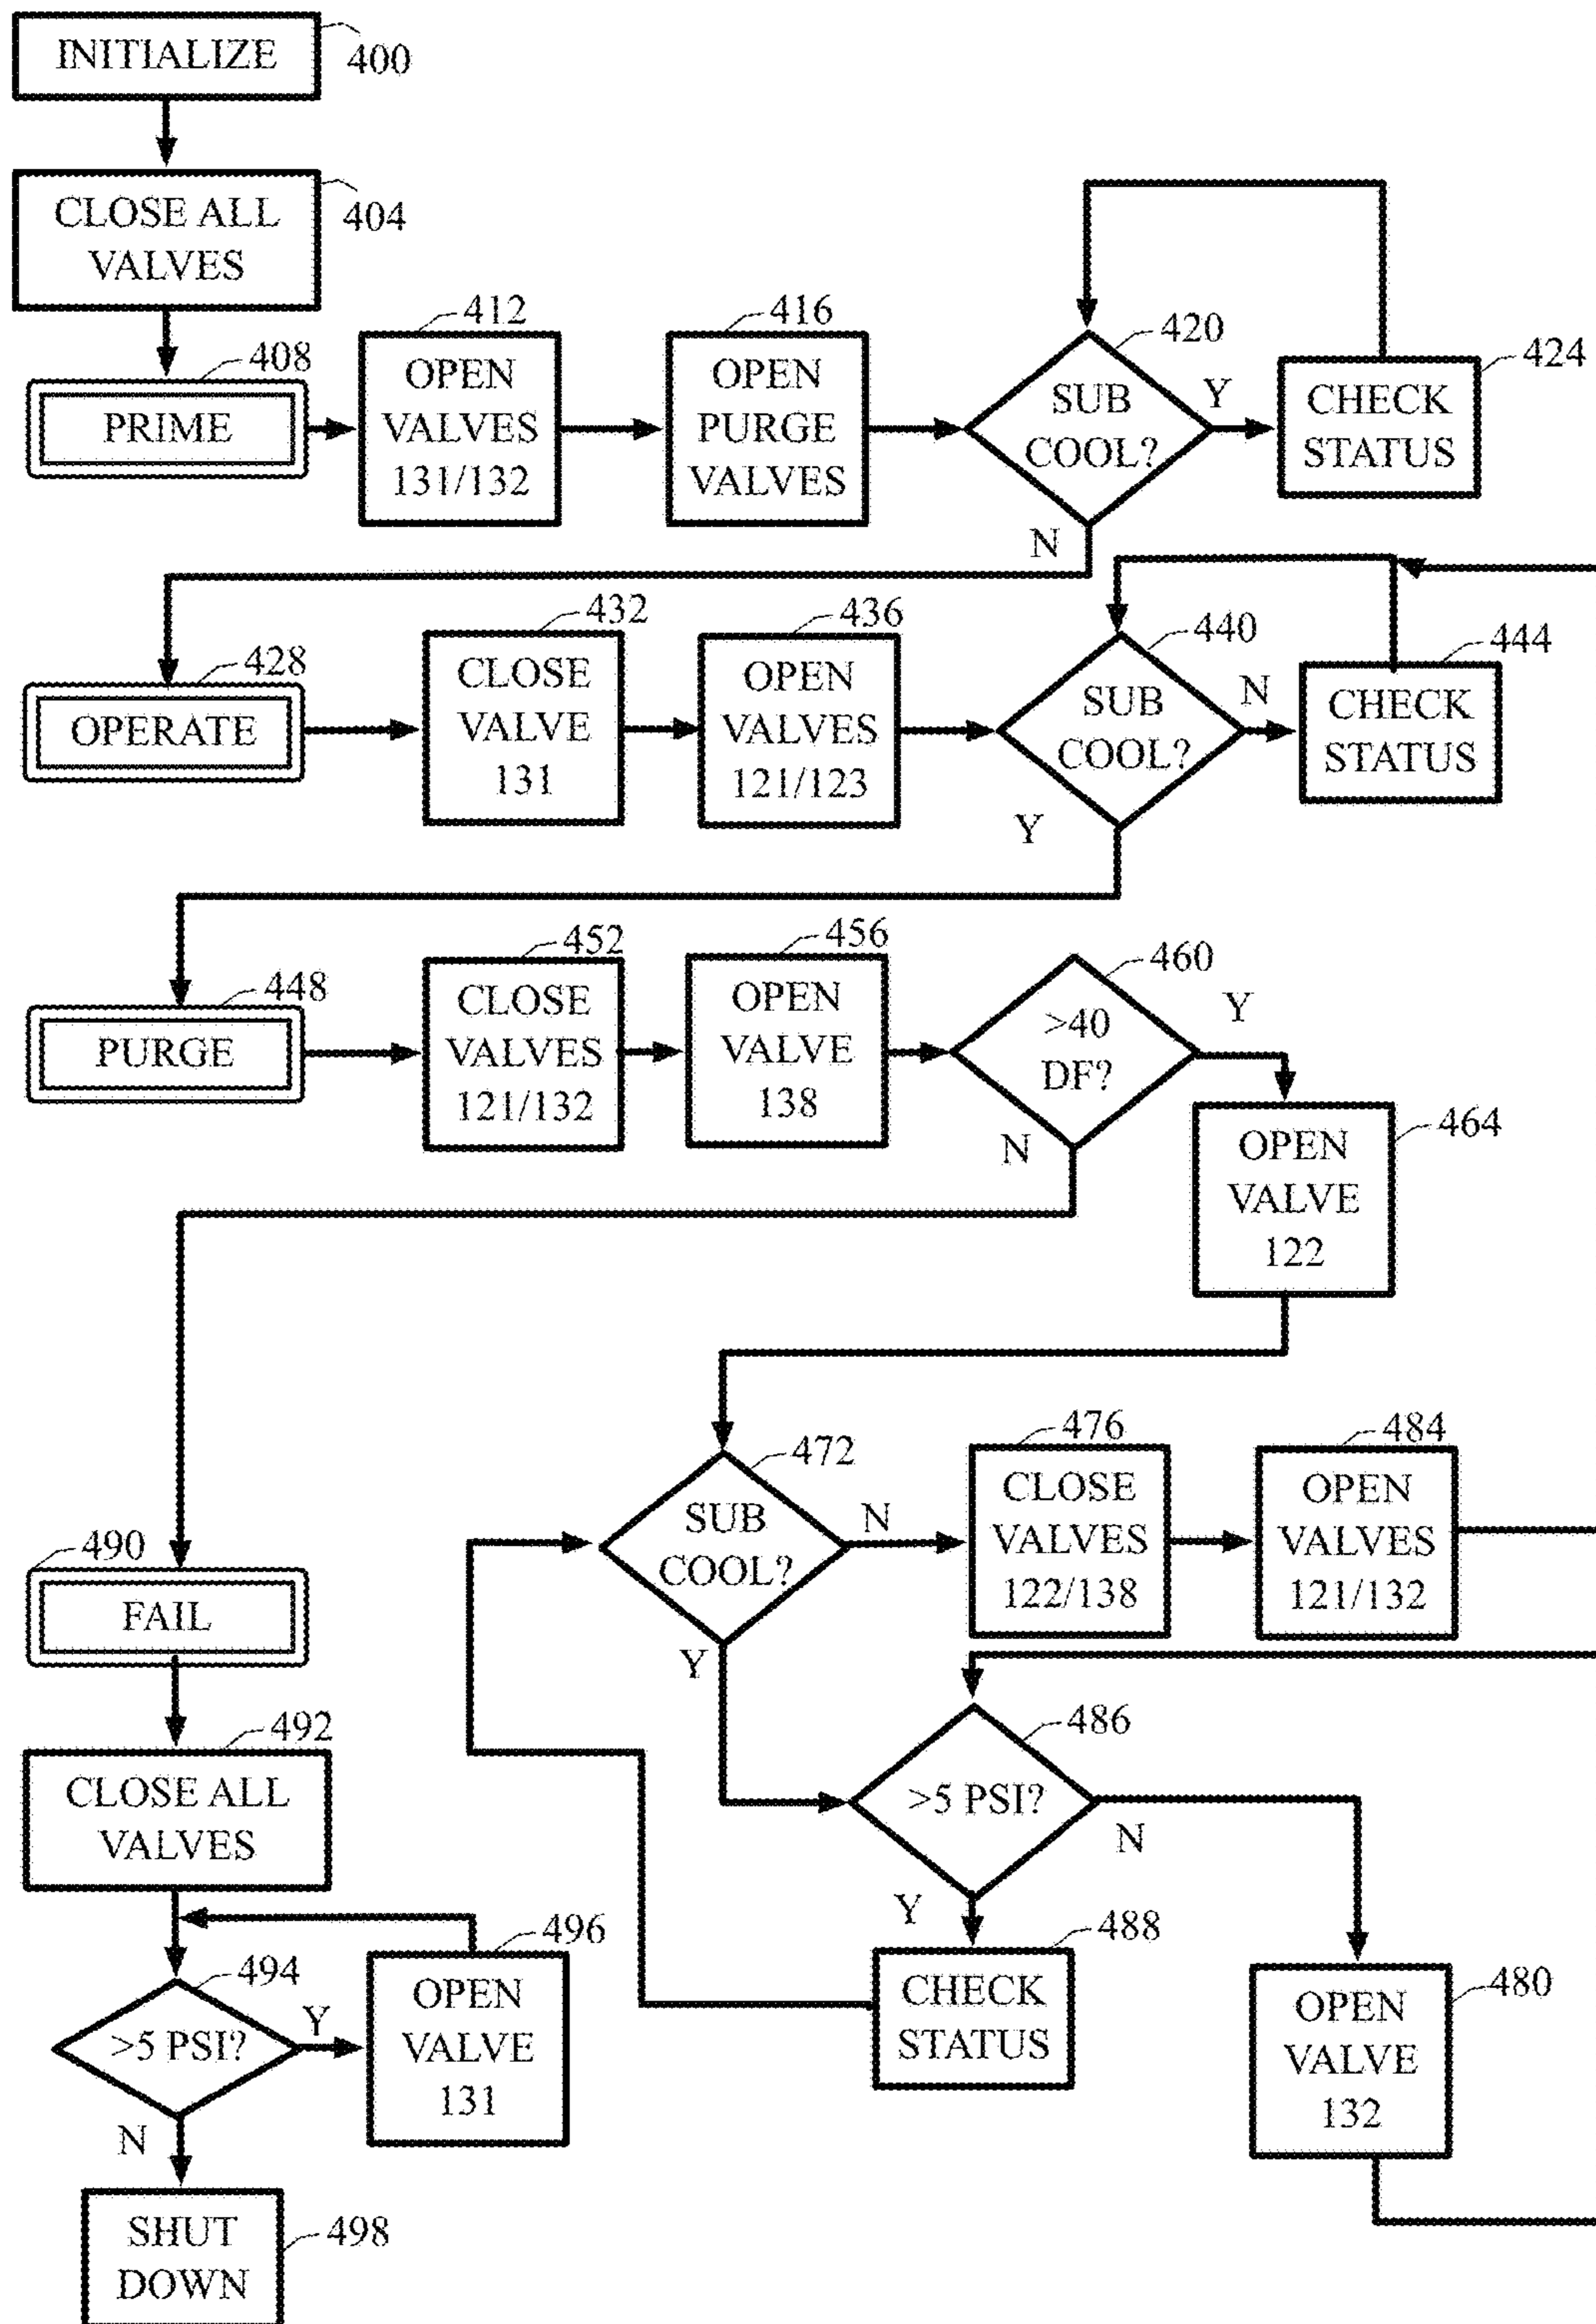 INITIALIZE
400
CLOSE ALL
VALVES
404
PRIME
408
OPEN
VALVES
131/132
412
OPEN
PURGE
VALVES
416
SUB
COOL?
420
Y
N
CHECK
STATUS
424
OPERATE
428
CLOSE
VALVE
131
432
OPEN
VALVES
121/123
436
SUB
COOL?
440
N
Y
CHECK
STATUS
444
PURGE
448
CLOSE
VALVES
121/132
452
OPEN
VALVE
138
456
>40
DF?
460
Y
N
OPEN
VALVE
122
464
SUB
COOL?
472
N
Y
CLOSE
VALVES
122/138
476
OPEN
VALVES
121/132
484
>5 PSI?
486
N
Y
CHECK
STATUS
488
OPEN
VALVE
132
480
490
FAIL
492
CLOSE ALL
VALVES
>5 PSI?
494
Y
N
OPEN
VALVE
131
496
SHUT
DOWN
498